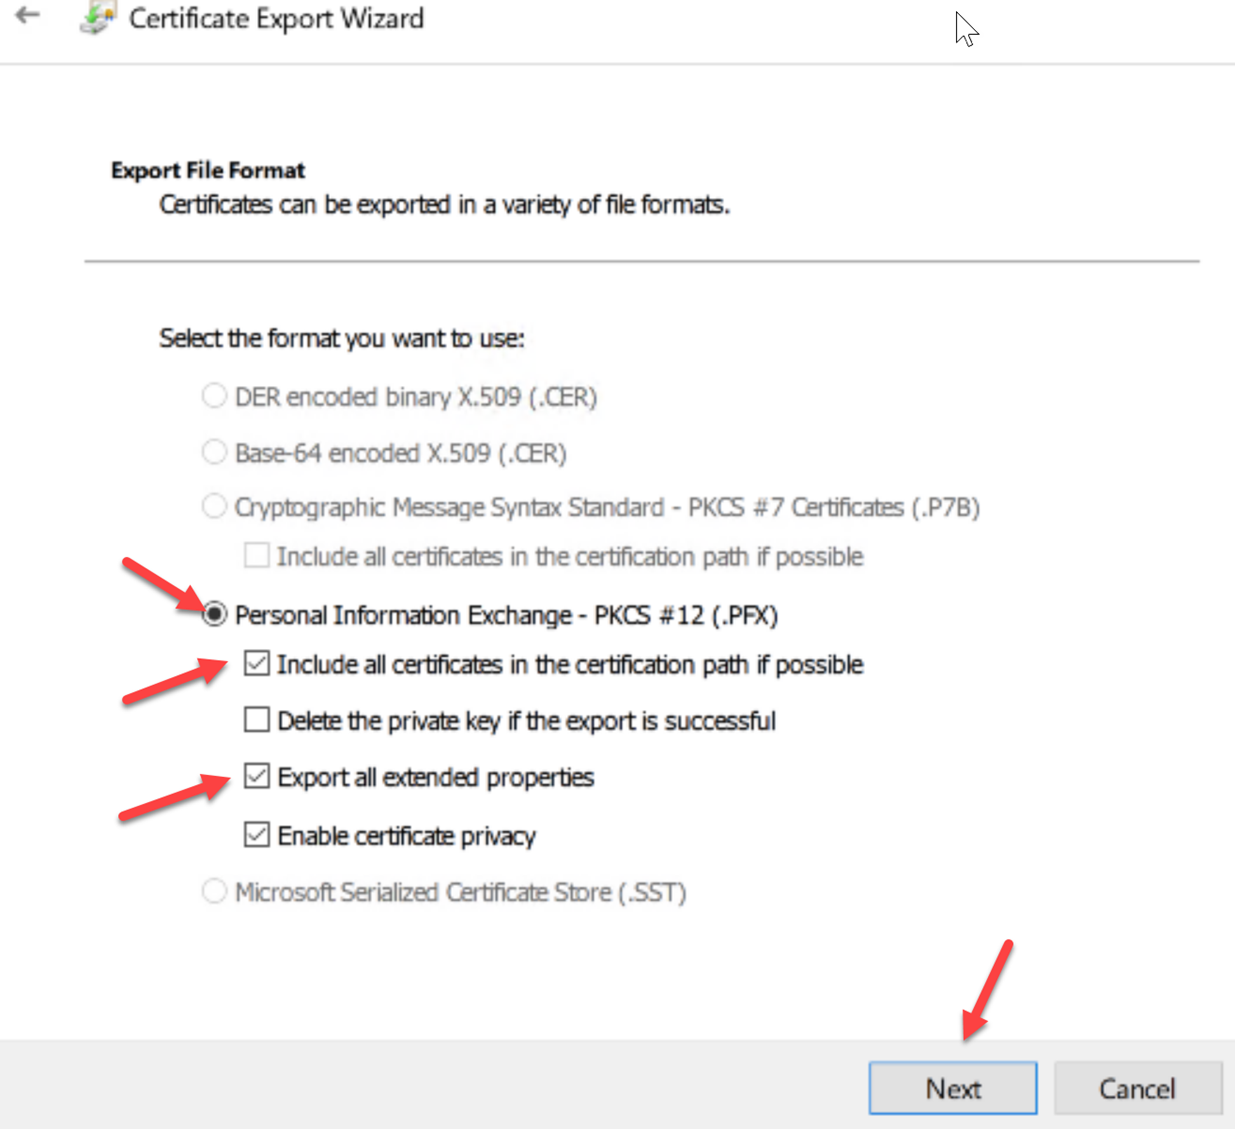 Certificate Export Wizard
Export File Format
Certificates can be exported in a variety of file formats.
Select the format you want to use:
DER encoded binary X.509 (.CER)
Base-64 encoded X.509 (.CER)
Cryptographic Message Syntax Standard - PKCS #7 Certificates (.P7B)
Include all certificates in the certification path if possible
Personal Information Exchange - PKCS #12 (.PFX)
Include all certificates in the certification path if possible
Delete the private key if the export is successful
Export all extended properties
Enable certificate privacy
Microsoft Serialized Certificate Store (.SST)
Next Cancel